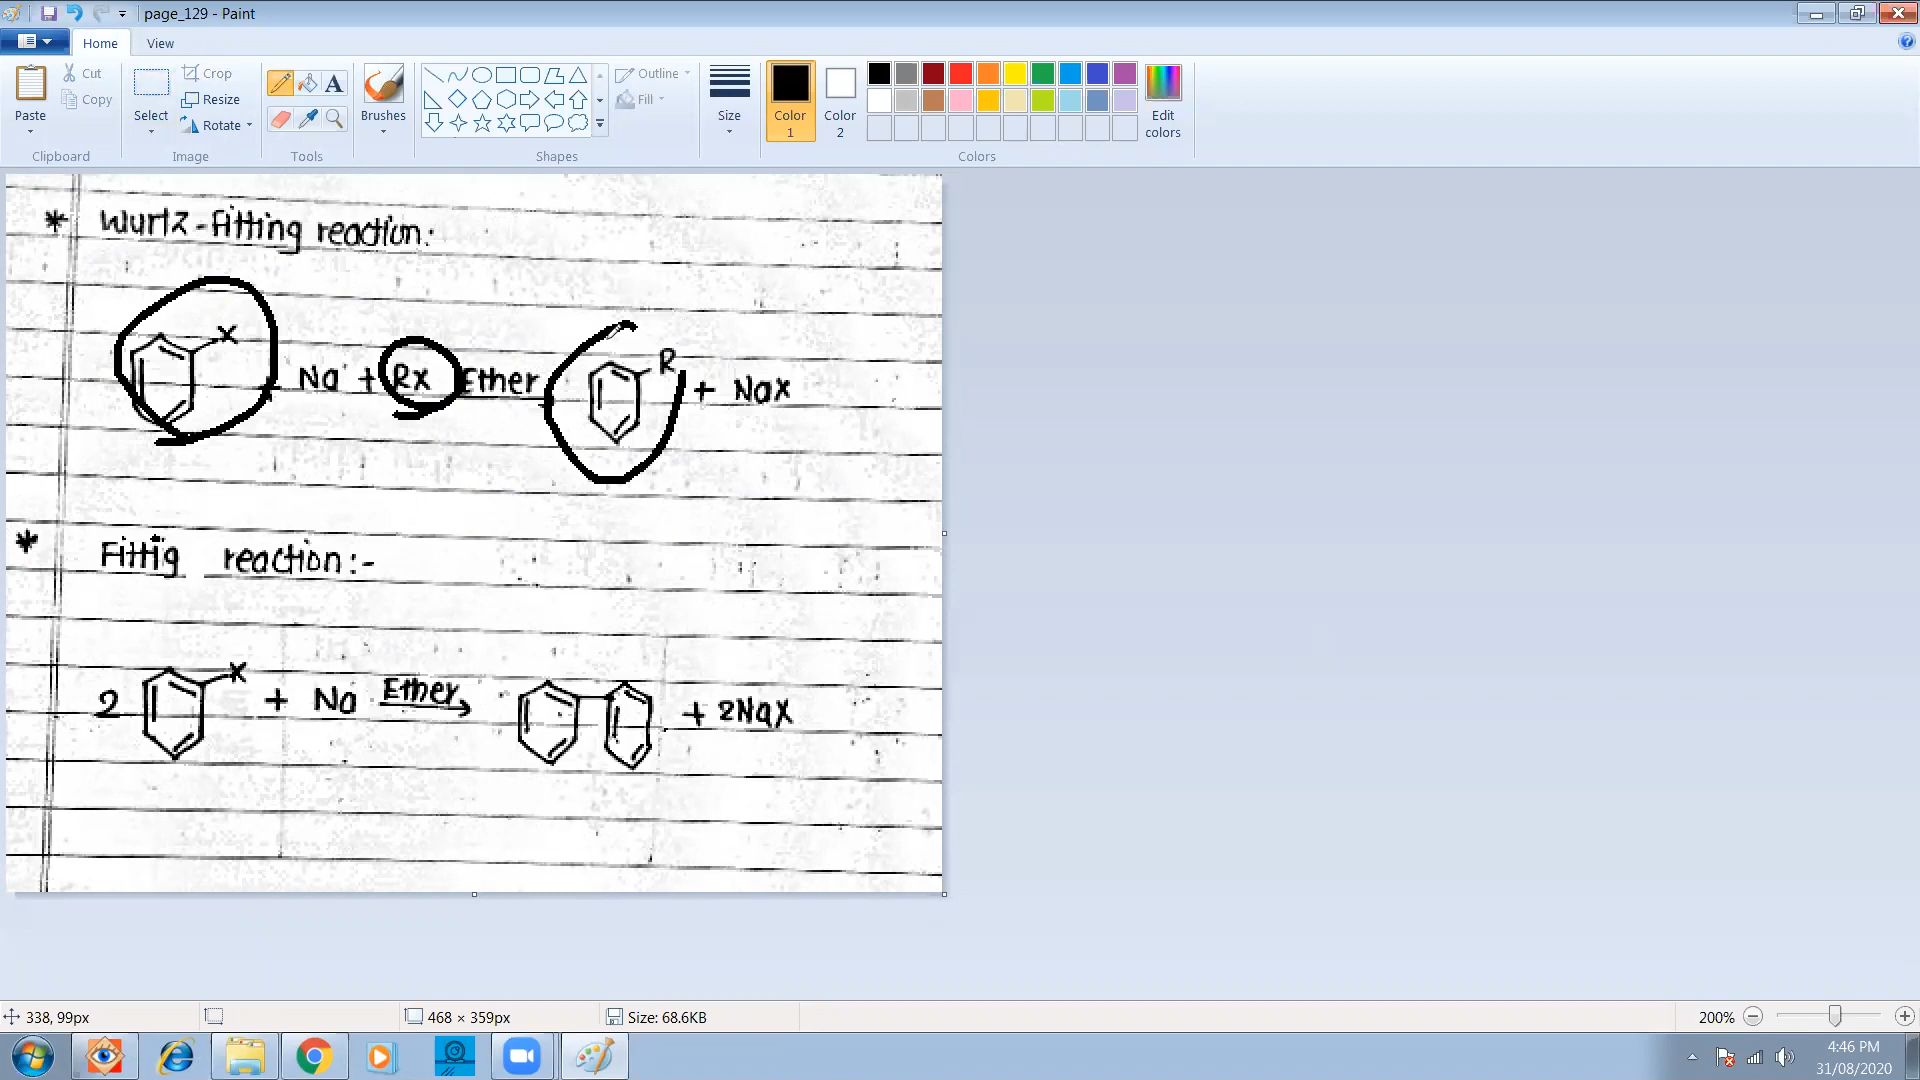 page_129 - Paint
Home View
Paste
Cut
Copy
Clipboard
Select
Crop
Resize
Rotate
Image
A
Tools
Brushes
Shapes
Outline
Fill
Size
Color 1
Color 2
Colors
Edit colors
* Wurtz-Fitting reaction:
X
+ Na + Rx Ether R + Nax
* Fittig reaction:-
2 X + Na Ether + 2NaX
338, 99px
468 × 359px
Size: 68.6KB
200%
4:46 PM
31/08/2020